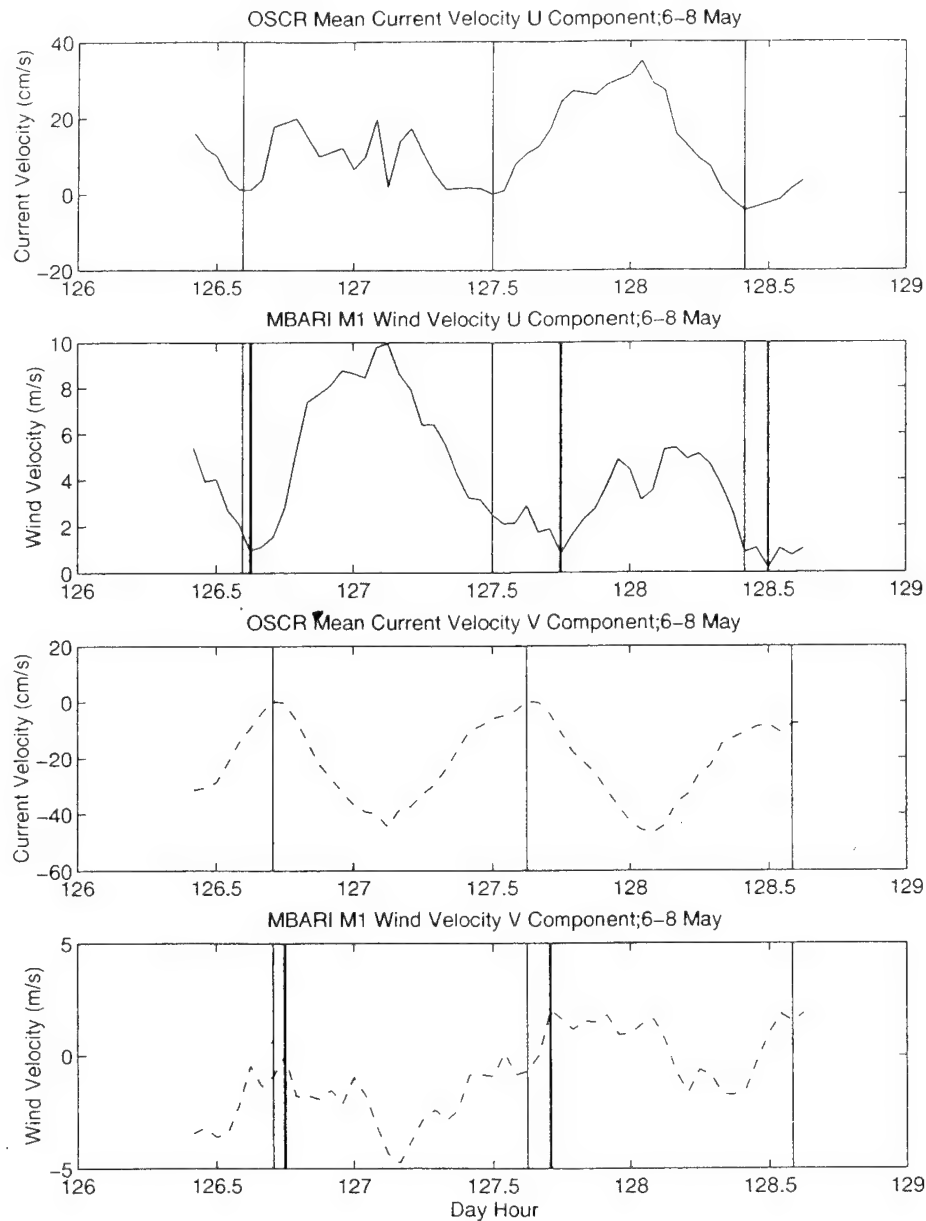 OSCR Mean Current Velocity U Component;6–8 May
40
20
0
−20
Current Velocity (cm/s)
126 126.5 127 127.5 128 128.5 129
MBARI M1 Wind Velocity U Component;6–8 May
10
8
6
4
2
0
Wind Velocity (m/s)
126 126.5 127 127.5 128 128.5 129
OSCR Mean Current Velocity V Component;6–8 May
20
0
−20
−40
−60
Current Velocity (cm/s)
126 126.5 127 127.5 128 128.5 129
MBARI M1 Wind Velocity V Component;6–8 May
5
0
−5
Wind Velocity (m/s)
126 126.5 127 127.5 128 128.5 129
Day Hour